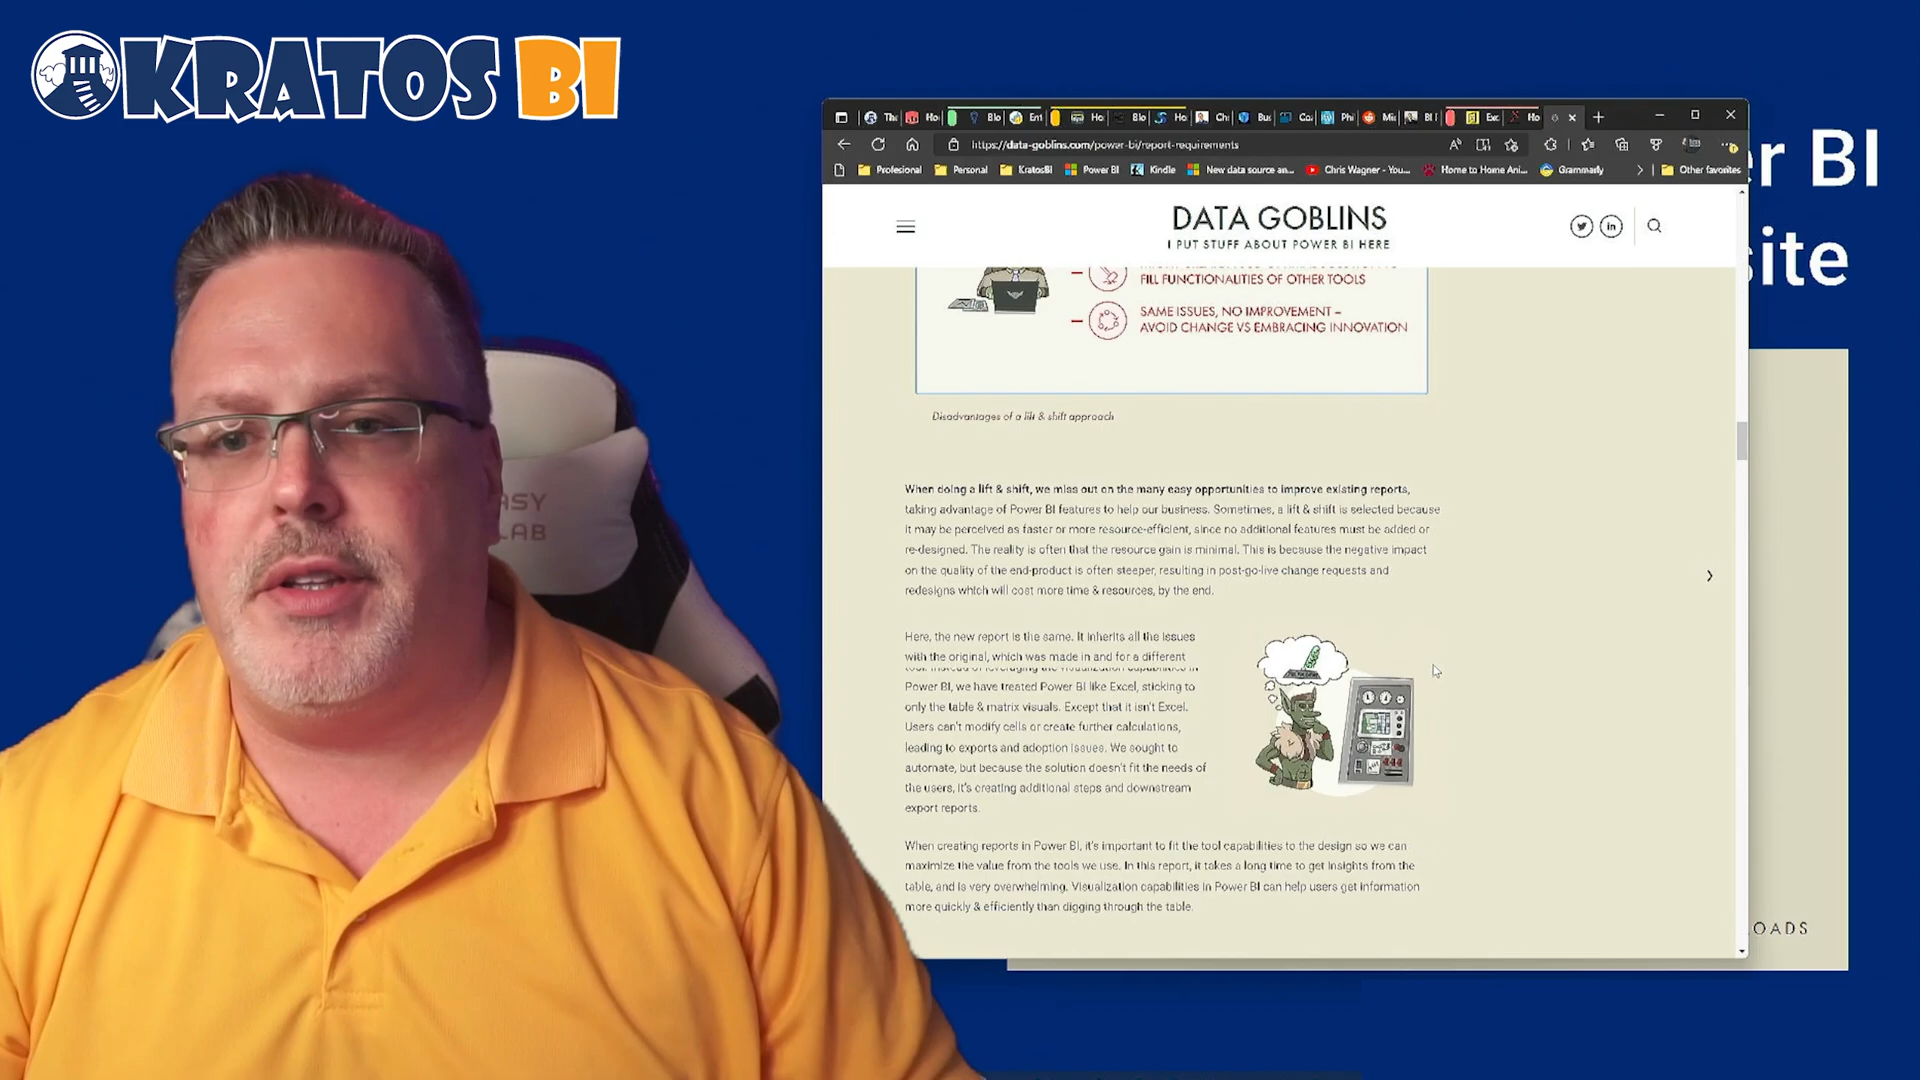 KRATOS BI
er BI
site
https://data-goblins.com/power-bi/report-requirements
Profesional
Personal
KratosBI
Power BI
Kindle
New data source an...
Chris Wagner - You...
Home to Home Ani...
Grammarly
Other favorites
DATA GOBLINS
I PUT STUFF ABOUT POWER BI HERE
FILL FUNCTIONALITIES OF OTHER TOOLS
SAME ISSUES, NO IMPROVEMENT –
AVOID CHANGE VS EMBRACING INNOVATION
Disadvantages of a lift & shift approach
When doing a lift & shift, we miss out on the many easy opportunities to improve existing reports,
taking advantage of Power BI features to help our business. Sometimes, a lift & shift is selected because
it may be perceived as faster or more resource-efficient, since no additional features must be added or
re-designed. The reality is often that the resource gain is minimal. This is because the negative impact
on the quality of the end-product is often steeper, resulting in post-go-live change requests and
redesigns which will cost more time & resources, by the end.
Here, the new report is the same. It inherits all the issues
with the original, which was made in and for a different
Power BI, we have treated Power BI like Excel, sticking to
only the table & matrix visuals. Except that it isn't Excel.
Users can't modify cells or create further calculations,
leading to exports and adoption issues. We sought to
automate, but because the solution doesn't fit the needs of
the users, it's creating additional steps and downstream
export reports.
When creating reports in Power BI, it's important to fit the tool capabilities to the design so we can
maximize the value from the tools we use. In this report, it takes a long time to get insights from the
table, and is very overwhelming. Visualization capabilities in Power BI can help users get information
more quickly & efficiently than digging through the table.
OADS
ASY
LAB